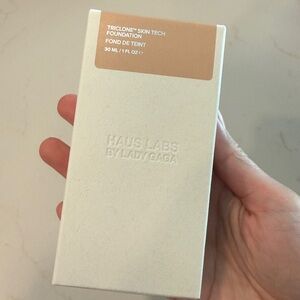 TRICLONE™ SKIN TECH
FOUNDATION
FOND DE TEINT
30 ML / 1 FL OZ ℮
HAUS LABS
BY LADY GAGA